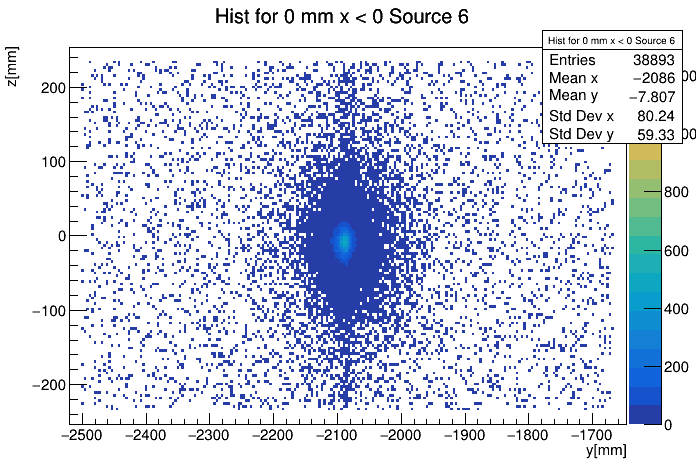 Hist for 0 mm x < 0 Source 6
Hist for 0 mm x < 0 Source 6
Entries 38893
Mean x −2086
Mean y −7.807
Std Dev x 80.24
Std Dev y 59.33
z[mm]
200
100
0
−100
−200
−2500 −2400 −2300 −2200 −2100 −2000 −1900 −1800 −1700
y[mm]
800
600
400
200
0